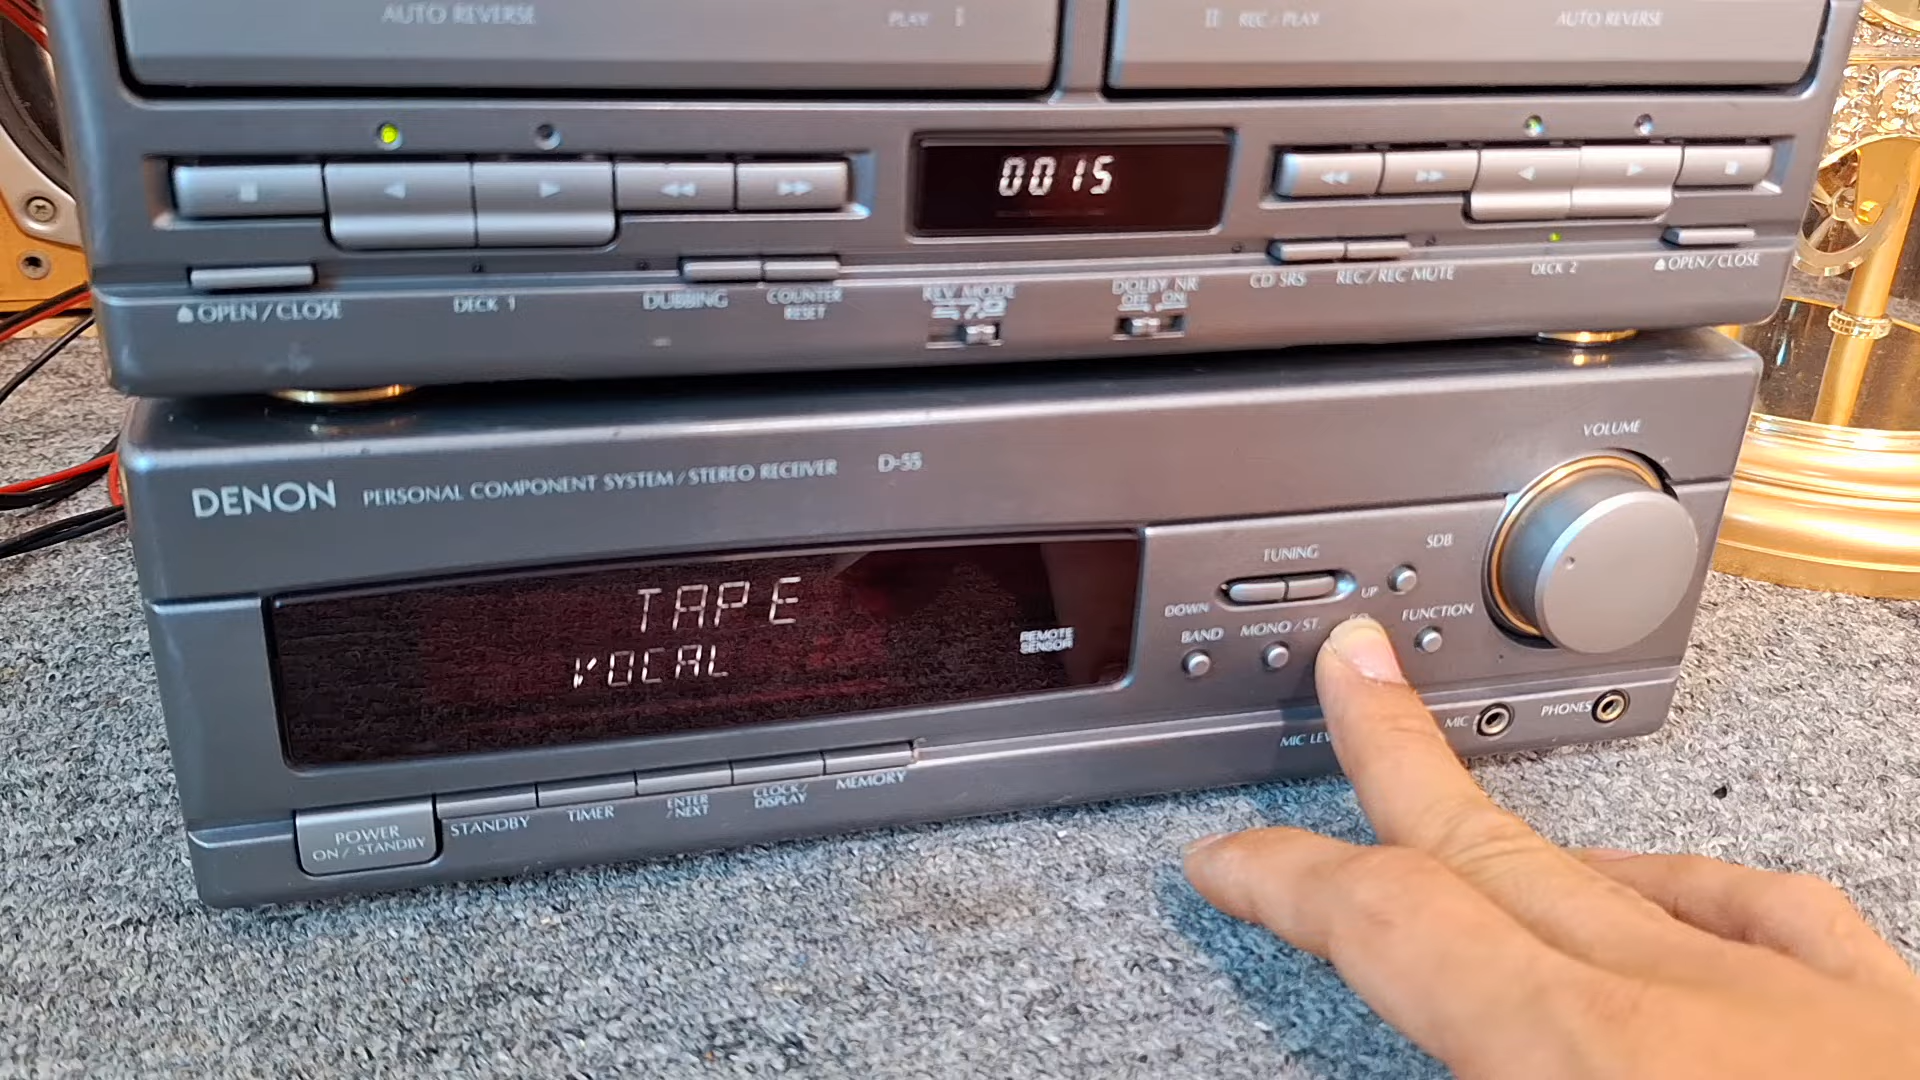 AUTO REVERSE
PLAY I
II REC / PLAY
AUTO REVERSE
0015
OPEN / CLOSE
DECK 1
DUBBING
COUNTER
RESET
REV MODE
DOLBY NR
OFF ON
CD SRS
REC / REC MUTE
DECK 2
OPEN / CLOSE
DENON
PERSONAL COMPONENT SYSTEM / STEREO RECEIVER
D-55
VOLUME
TAPE
VOCAL
REMOTE
SENSOR
TUNING
DOWN
UP
SDB
BAND
MONO / ST.
FUNCTION
MIC
PHONES
POWER
ON / STANDBY
STANDBY
TIMER
ENTER
/ NEXT
CLOCK /
DISPLAY
MEMORY